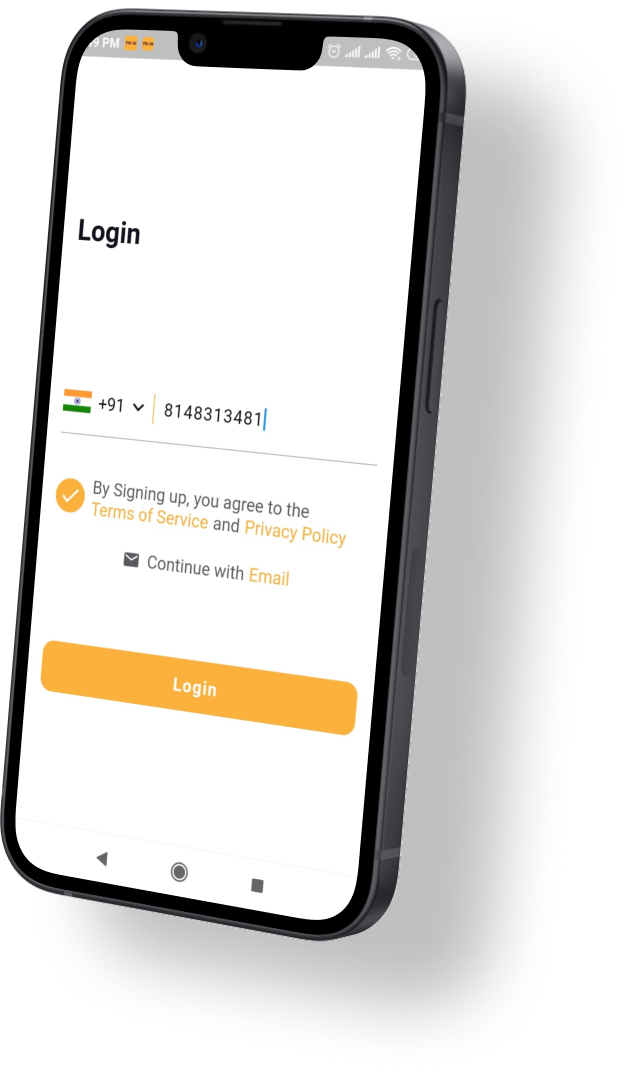 9 PM
Login
+91 8148313481
By Signing up, you agree to the
Terms of Service and Privacy Policy
Continue with Email
Login